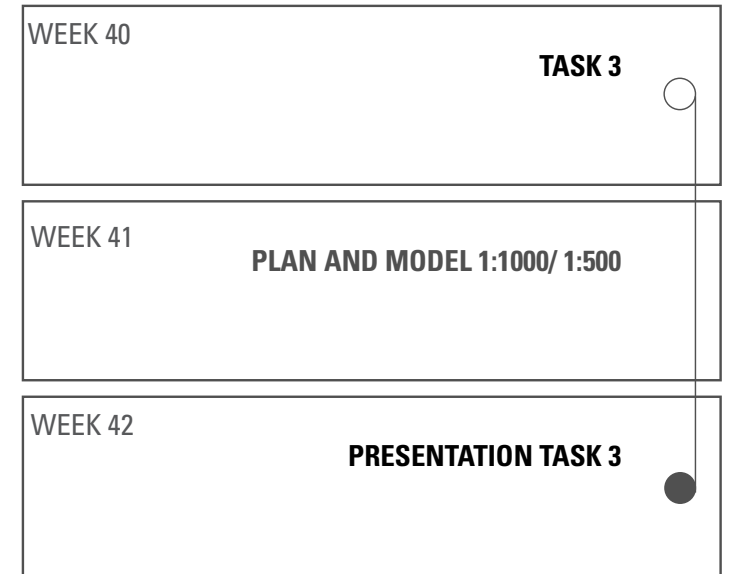 WEEK 40
TASK 3
WEEK 41
PLAN AND MODEL 1:1000/ 1:500
WEEK 42
PRESENTATION TASK 3